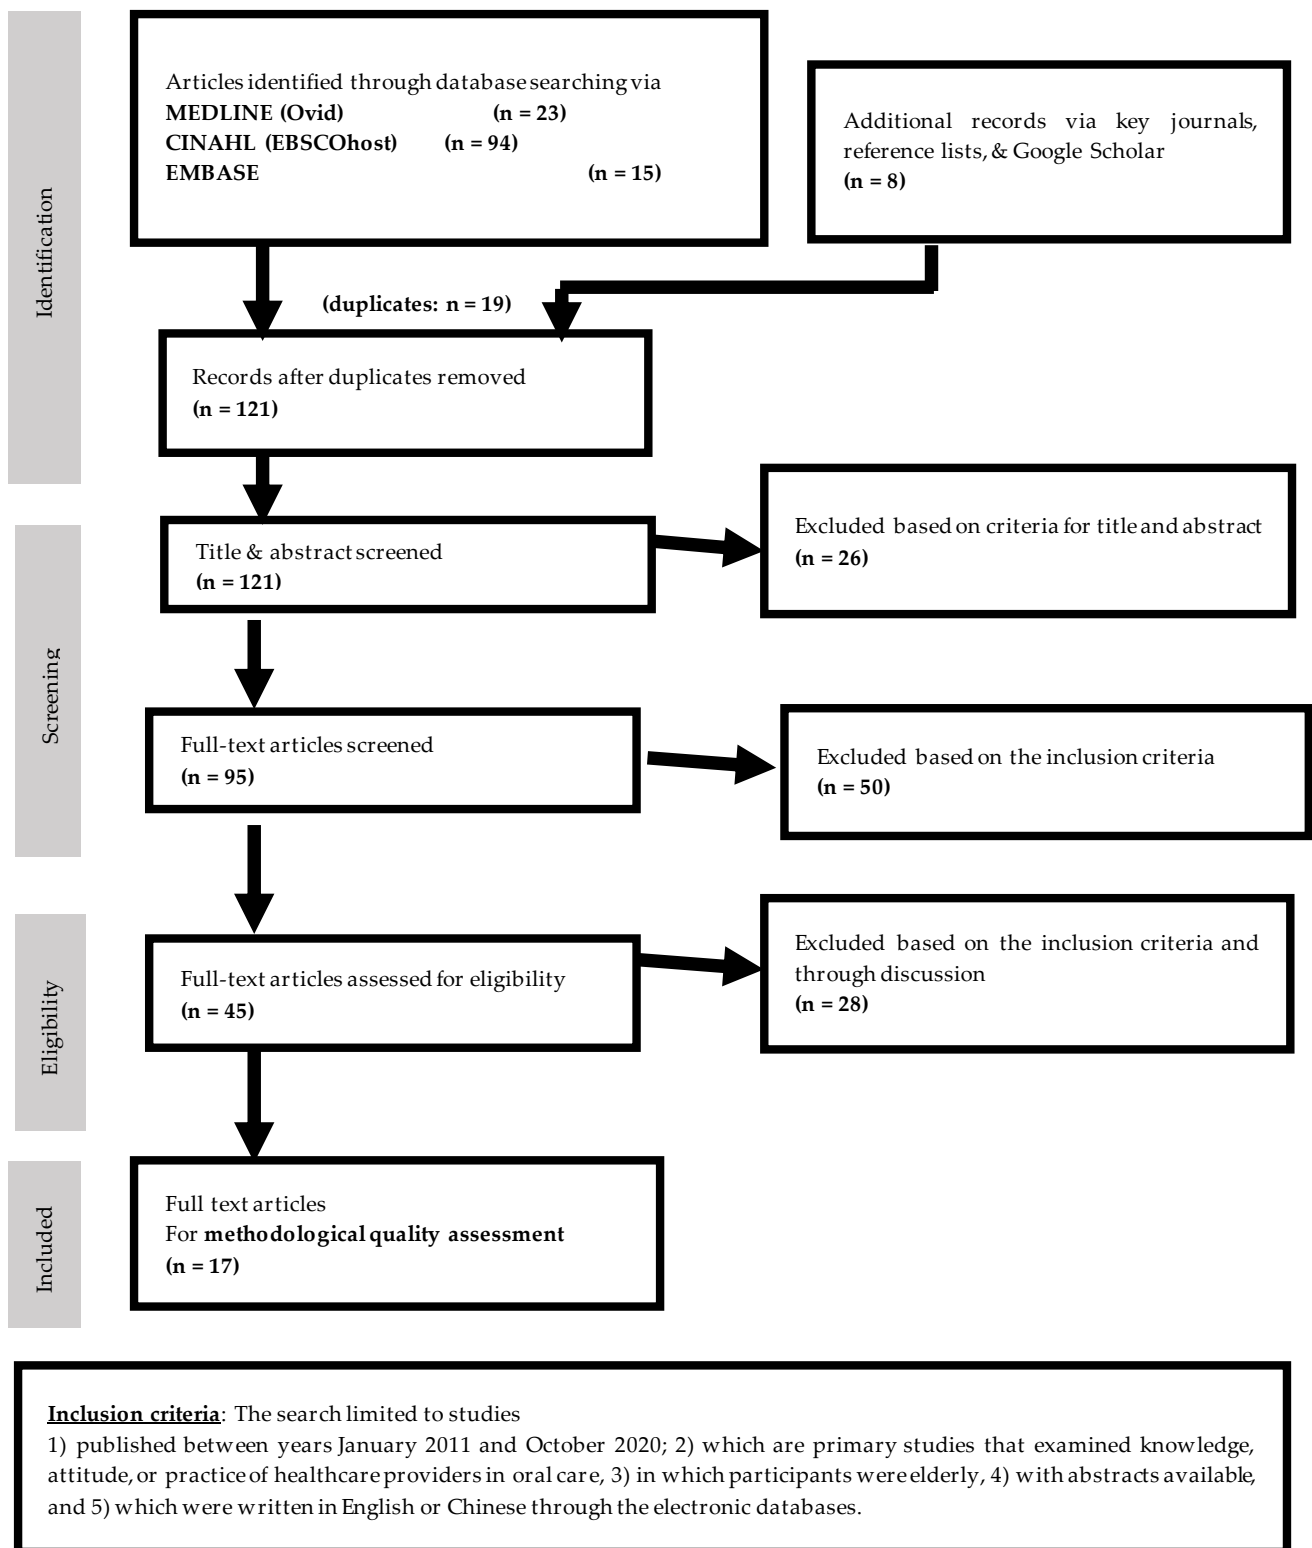 Identification
Articles identified through database searching via
MEDLINE (Ovid) (n = 23)
CINAHL (EBSCOhost) (n = 94)
EMBASE (n = 15)
Additional records via key journals,
reference lists, & Google Scholar
(n = 8)
(duplicates: n = 19)
Records after duplicates removed
(n = 121)
Screening
Title & abstract screened
(n = 121)
Excluded based on criteria for title and abstract
(n = 26)
Full-text articles screened
(n = 95)
Excluded based on the inclusion criteria
(n = 50)
Eligibility
Full-text articles assessed for eligibility
(n = 45)
Excluded based on the inclusion criteria and
through discussion
(n = 28)
Included
Full text articles
For methodological quality assessment
(n = 17)
Inclusion criteria: The search limited to studies
1) published between years January 2011 and October 2020; 2) which are primary studies that examined knowledge,
attitude, or practice of healthcare providers in oral care, 3) in which participants were elderly, 4) with abstracts available,
and 5) which were written in English or Chinese through the electronic databases.